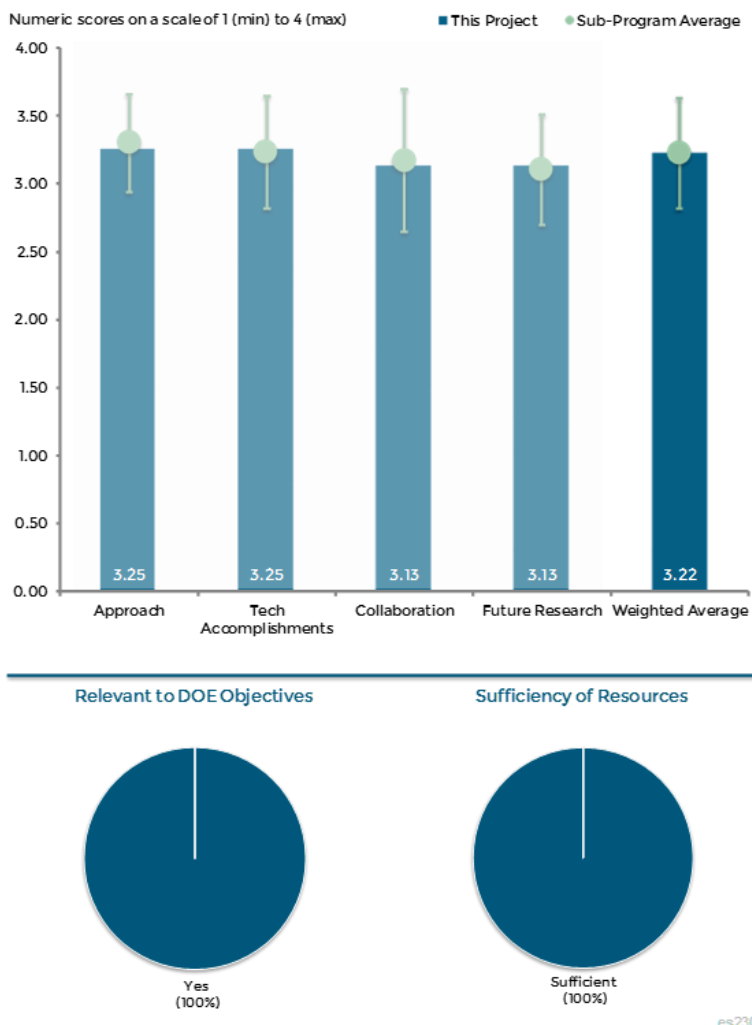 Numeric scores on a scale of 1 (min) to 4 (max)
This Project
Sub-Program Average
4.00
3.50
3.00
2.50
2.00
1.50
1.00
0.50
0.00
3.25
3.25
3.13
3.13
3.22
Approach
Tech Accomplishments
Collaboration
Future Research
Weighted Average
Relevant to DOE Objectives
Sufficiency of Resources
Yes
(100%)
Sufficient
(100%)